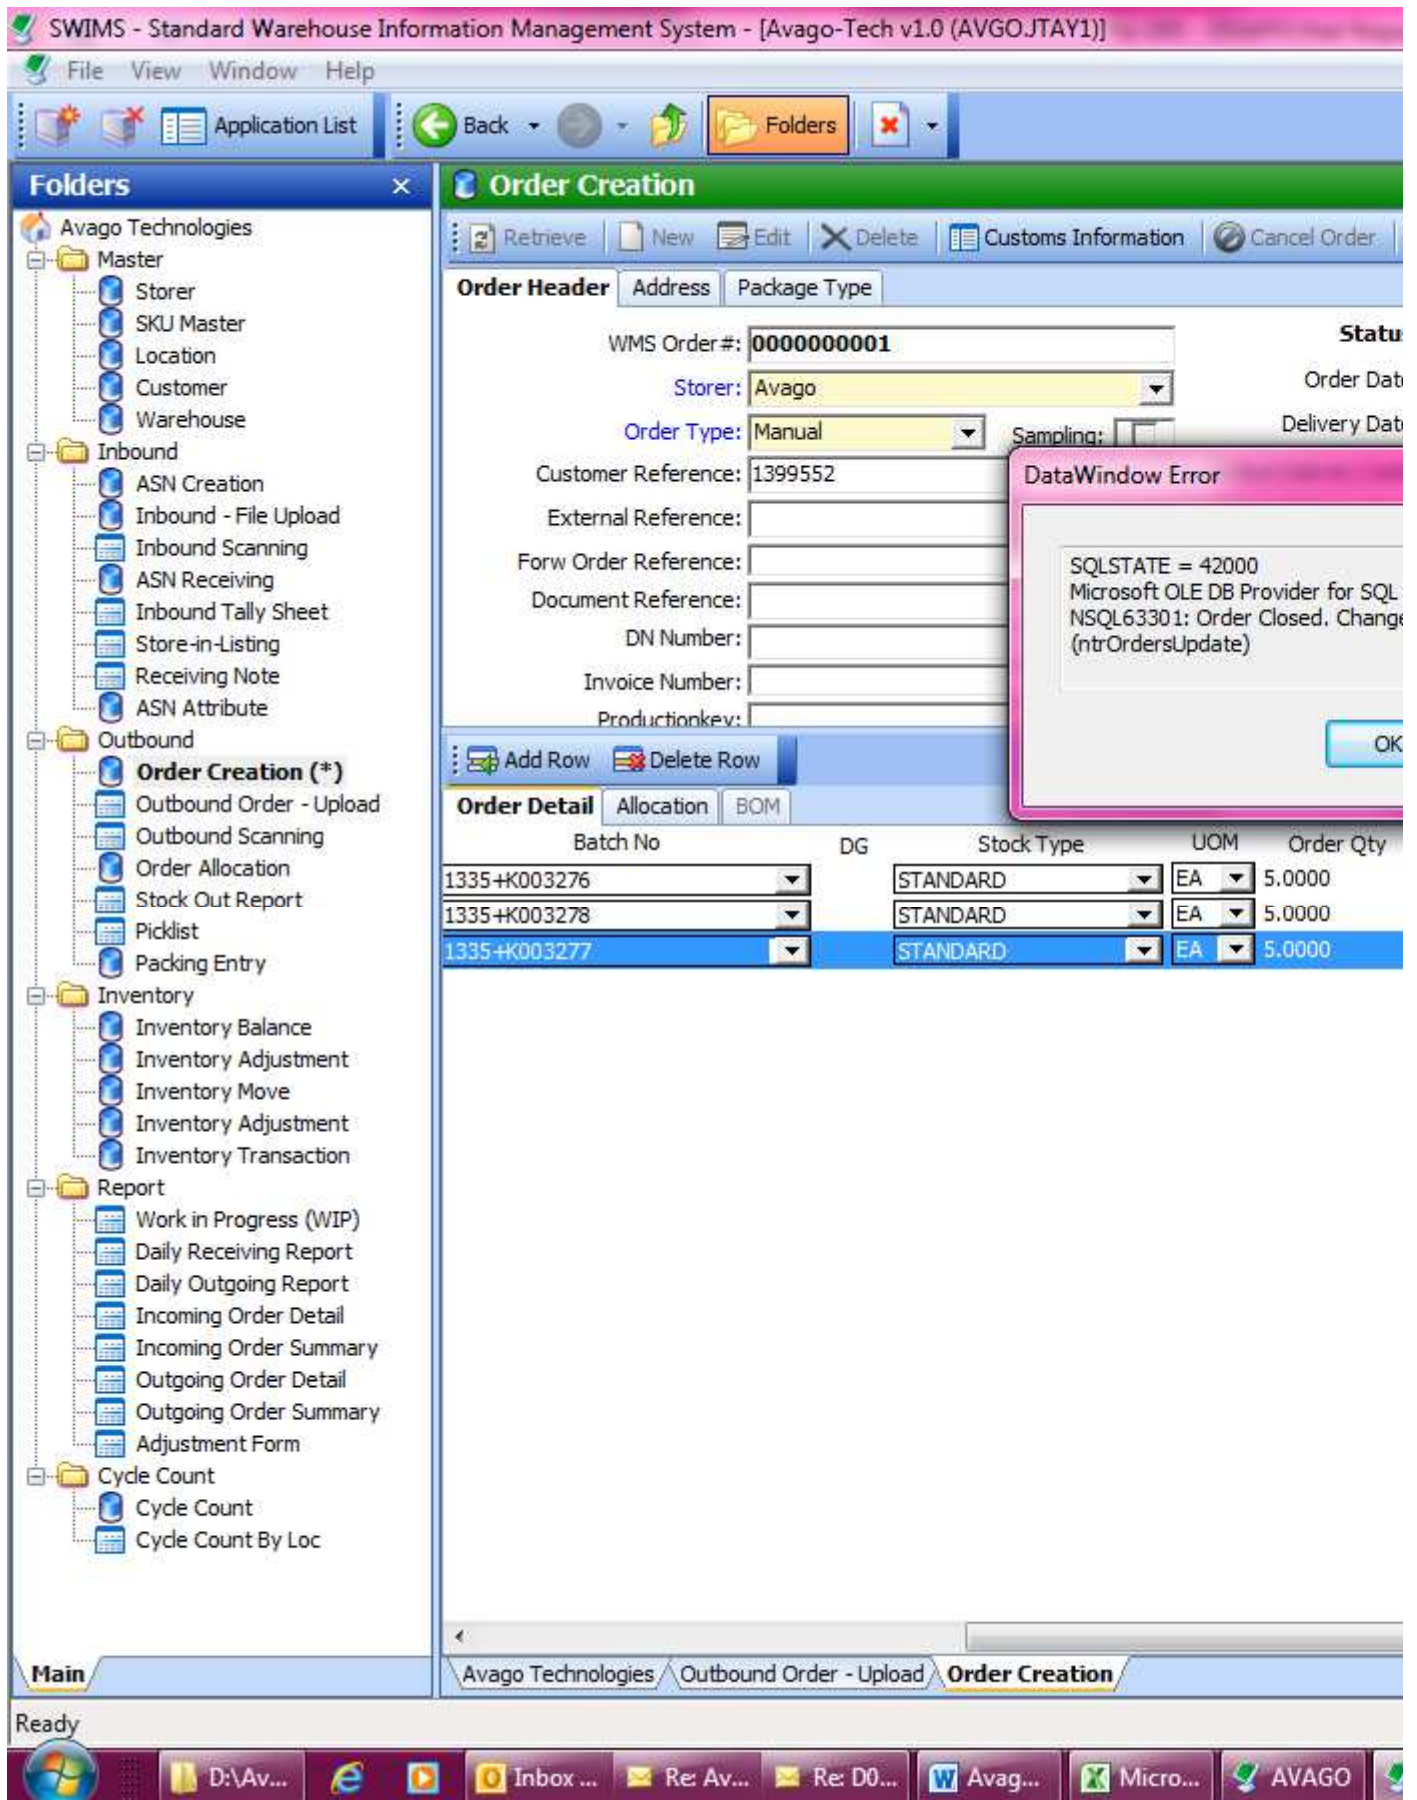 SWIMS - Standard Warehouse Information Management System - [Avago-Tech v1.0 (AVGO.JTAY1)]
File View Window Help
Application List Back Folders
Folders ×
Avago Technologies
Master
Storer
SKU Master
Location
Customer
Warehouse
Inbound
ASN Creation
Inbound - File Upload
Inbound Scanning
ASN Receiving
Inbound Tally Sheet
Store-in-Listing
Receiving Note
ASN Attribute
Outbound
Order Creation (*)
Outbound Order - Upload
Outbound Scanning
Order Allocation
Stock Out Report
Picklist
Packing Entry
Inventory
Inventory Balance
Inventory Adjustment
Inventory Move
Inventory Adjustment
Inventory Transaction
Report
Work in Progress (WIP)
Daily Receiving Report
Daily Outgoing Report
Incoming Order Detail
Incoming Order Summary
Outgoing Order Detail
Outgoing Order Summary
Adjustment Form
Cycle Count
Cycle Count
Cycle Count By Loc
Main
Order Creation
Retrieve New Edit Delete Customs Information Cancel Order
Order Header Address Package Type
WMS Order#: 0000000001 Statu
Storer: Avago Order Dat
Order Type: Manual Sampling: Delivery Dat
Customer Reference: 1399552
External Reference:
Forw Order Reference:
Document Reference:
DN Number:
Invoice Number:
Productionkey:
DataWindow Error
SQLSTATE = 42000
Microsoft OLE DB Provider for SQL
NSQL63301: Order Closed. Change
(ntrOrdersUpdate)
OK
Add Row Delete Row
Order Detail Allocation BOM
Batch No DG Stock Type UOM Order Qty
1335+K003276 STANDARD EA 5.0000
1335+K003278 STANDARD EA 5.0000
1335+K003277 STANDARD EA 5.0000
Avago Technologies Outbound Order - Upload Order Creation
Ready
D:\Av... Inbox ... Re: Av... Re: D0... Avag... Micro... AVAGO